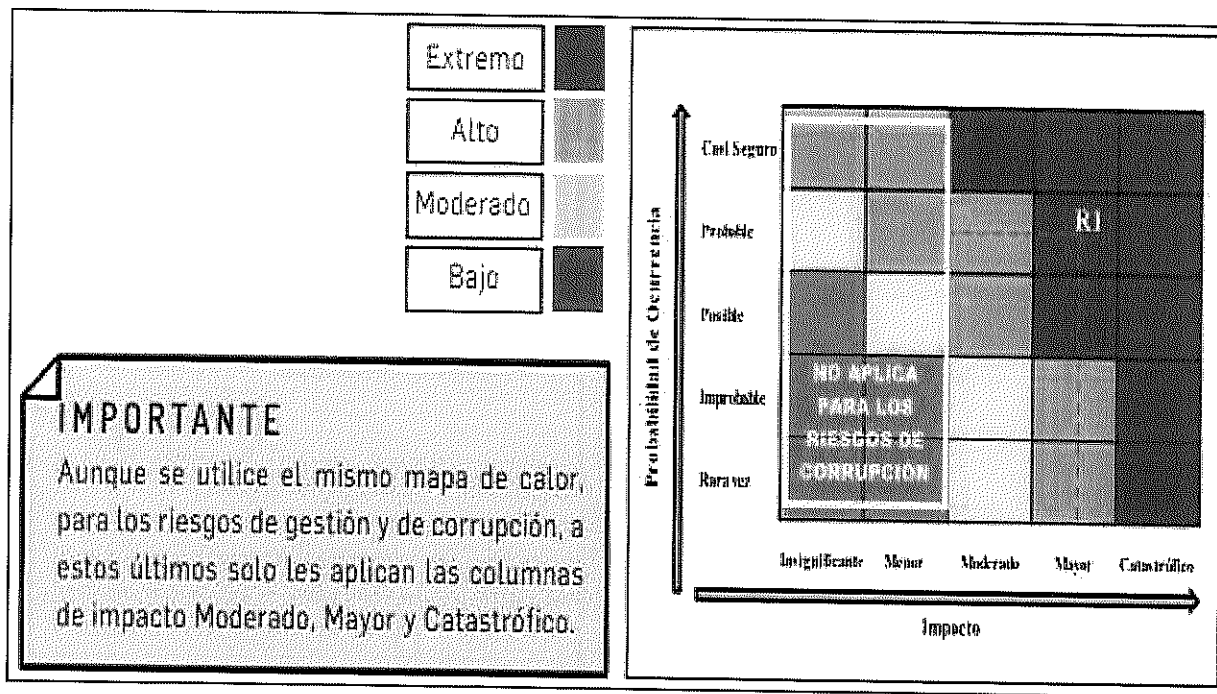 Extremo
Alto
Moderado
Bajo
IMPORTANTE
Aunque se utilice el mismo mapa de calor,
para los riesgos de gestión y de corrupción, a
estos últimos solo les aplican las columnas
de impacto Moderado, Mayor y Catastrófico.
Probabilidad de Ocurrencia
Casi Seguro
Probable
Posible
Improbable
Rara vez
R1
NO APLICA
PARA LOS
RIESGOS DE
CORRUPCIÓN
Insignificante Menor Moderado Mayor Catastrófico
Impacto